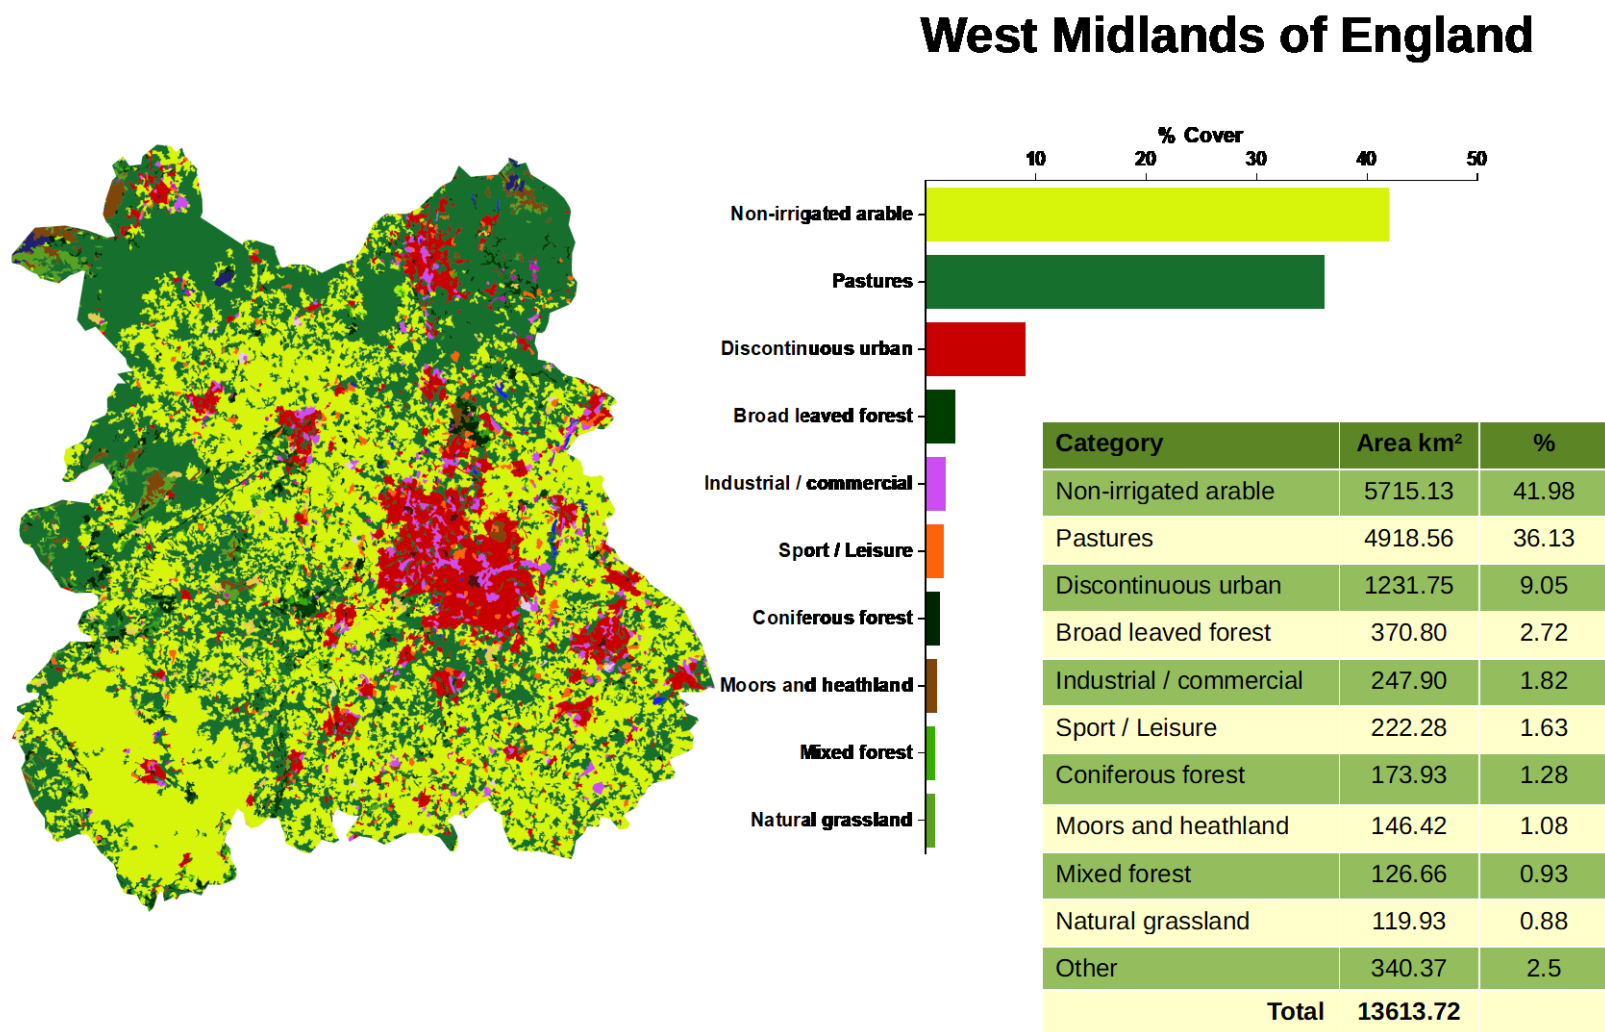 West Midlands of England
% Cover
10 20 30 40 50
Non-irrigated arable
Pastures
Discontinuous urban
Broad leaved forest
Industrial / commercial
Sport / Leisure
Coniferous forest
Moors and heathland
Mixed forest
Natural grassland
Category Area km² %
Non-irrigated arable 5715.13 41.98
Pastures 4918.56 36.13
Discontinuous urban 1231.75 9.05
Broad leaved forest 370.80 2.72
Industrial / commercial 247.90 1.82
Sport / Leisure 222.28 1.63
Coniferous forest 173.93 1.28
Moors and heathland 146.42 1.08
Mixed forest 126.66 0.93
Natural grassland 119.93 0.88
Other 340.37 2.5
Total 13613.72